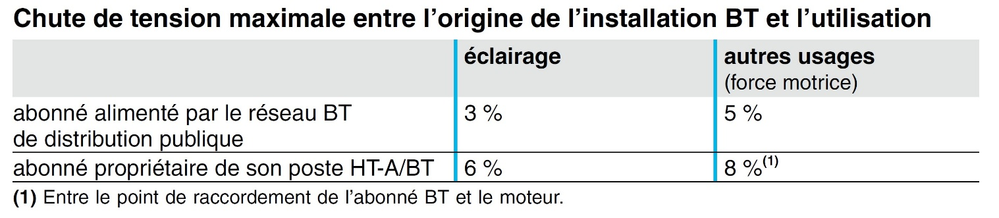 Chute de tension maximale entre l’origine de l’installation BT et l’utilisation
éclairage
autres usages
(force motrice)
abonné alimenté par le réseau BT
de distribution publique
3 %
5 %
abonné propriétaire de son poste HT-A/BT
6 %
8 %(1)
(1) Entre le point de raccordement de l’abonné BT et le moteur.